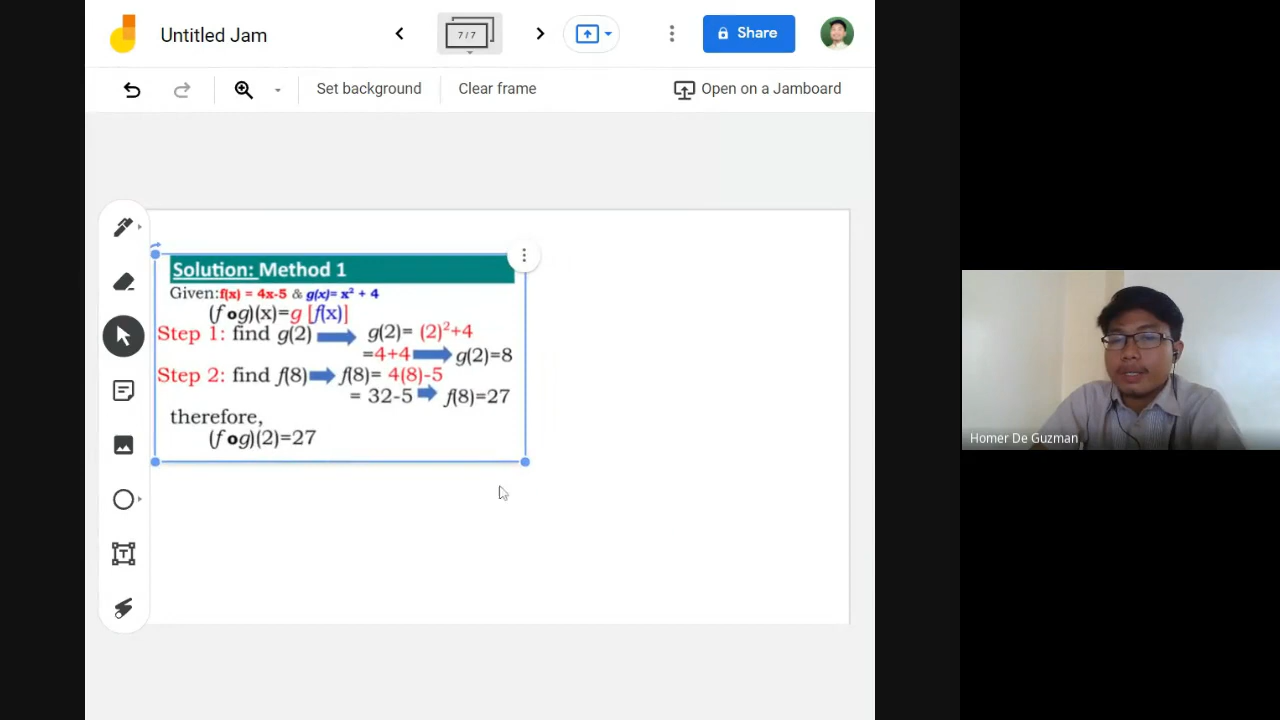 Untitled Jam
7 / 7
Share
Set background
Clear frame
Open on a Jamboard
Solution: Method 1
Given:f(x) = 4x-5 & g(x)= x² + 4
(f o g)(x)=g [f(x)]
Step 1: find g(2) g(2)= (2)²+4
=4+4 g(2)=8
Step 2: find f(8) f(8)= 4(8)-5
= 32-5 f(8)=27
therefore,
(f o g)(2)=27
T
Homer De Guzman